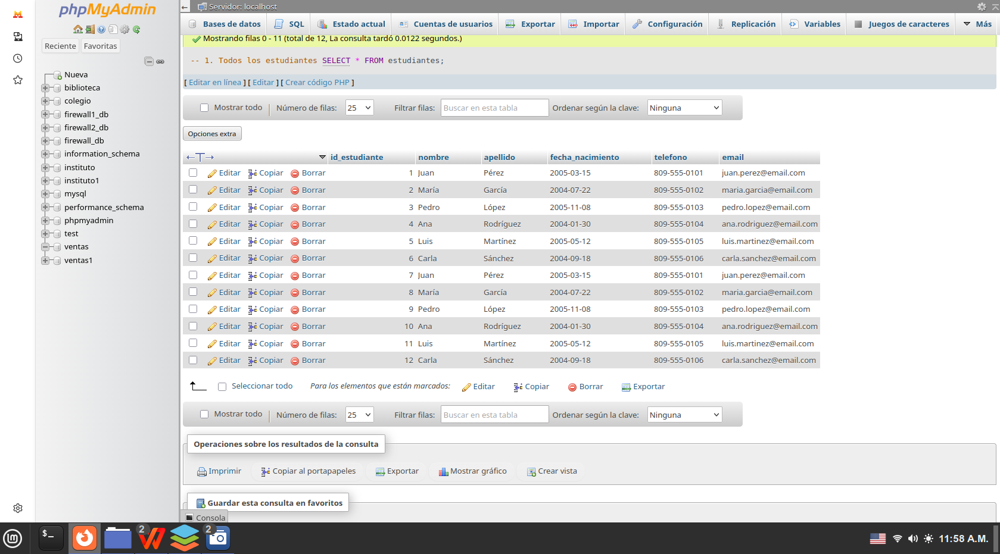 phpMyAdmin
Reciente Favoritas
Nueva
biblioteca
colegio
firewall1_db
firewall2_db
firewall_db
information_schema
instituto
instituto1
mysql
performance_schema
phpmyadmin
test
ventas
ventas1
Servidor: localhost
Bases de datos SQL Estado actual Cuentas de usuarios Exportar Importar Configuración Replicación Variables Juegos de caracteres Más
Mostrando filas 0 - 11 (total de 12, La consulta tardó 0.0122 segundos.)
-- 1. Todos los estudiantes SELECT * FROM estudiantes;
[ Editar en línea ] [ Editar ] [ Crear código PHP ]
Mostrar todo Número de filas: 25 Filtrar filas: Buscar en esta tabla Ordenar según la clave: Ninguna
Opciones extra
id_estudiante nombre apellido fecha_nacimiento telefono email
Editar Copiar Borrar 1 Juan Pérez 2005-03-15 809-555-0101 juan.perez@email.com
Editar Copiar Borrar 2 María García 2004-07-22 809-555-0102 maria.garcia@email.com
Editar Copiar Borrar 3 Pedro López 2005-11-08 809-555-0103 pedro.lopez@email.com
Editar Copiar Borrar 4 Ana Rodríguez 2004-01-30 809-555-0104 ana.rodriguez@email.com
Editar Copiar Borrar 5 Luis Martínez 2005-05-12 809-555-0105 luis.martinez@email.com
Editar Copiar Borrar 6 Carla Sánchez 2004-09-18 809-555-0106 carla.sanchez@email.com
Editar Copiar Borrar 7 Juan Pérez 2005-03-15 809-555-0101 juan.perez@email.com
Editar Copiar Borrar 8 María García 2004-07-22 809-555-0102 maria.garcia@email.com
Editar Copiar Borrar 9 Pedro López 2005-11-08 809-555-0103 pedro.lopez@email.com
Editar Copiar Borrar 10 Ana Rodríguez 2004-01-30 809-555-0104 ana.rodriguez@email.com
Editar Copiar Borrar 11 Luis Martínez 2005-05-12 809-555-0105 luis.martinez@email.com
Editar Copiar Borrar 12 Carla Sánchez 2004-09-18 809-555-0106 carla.sanchez@email.com
Seleccionar todo Para los elementos que están marcados: Editar Copiar Borrar Exportar
Mostrar todo Número de filas: 25 Filtrar filas: Buscar en esta tabla Ordenar según la clave: Ninguna
Operaciones sobre los resultados de la consulta
Imprimir Copiar al portapapeles Exportar Mostrar gráfico Crear vista
Guardar esta consulta en favoritos
Consola
2 2 11:58 A.M.